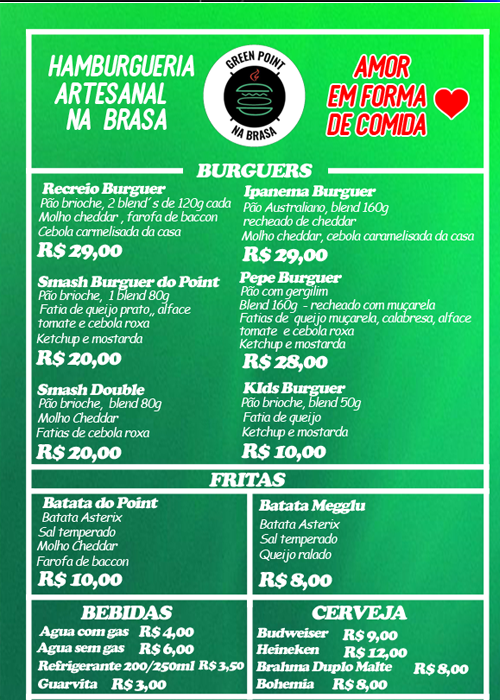 HAMBURGUERIA
ARTESANAL
NA BRASA
GREEN POINT
NA BRASA
AMOR
EM FORMA
DE COMIDA
BURGUERS
Recreio Burguer
Pão brioche, 2 blend´s de 120g cada
Molho cheddar , farofa de baccon
Cebola carmelisada da casa
R$ 29,00
Ipanema Burguer
Pão Australiano, blend 160g
recheado de cheddar
Molho cheddar, cebola caramelisada da casa
R$ 29,00
Smash Burguer do Point
Pão brioche, 1 blend 80g
Fatia de queijo prato,, alface
tomate e cebola roxa
Ketchup e mostarda
R$ 20,00
Pepe Burguer
Pão com gergilim
Blend 160g - recheado com muçarela
Fatias de queijo muçarela, calabresa, alface
tomate e cebola roxa
Ketchup e mostarda
R$ 28,00
Smash Double
Pão brioche, blend 80g
Molho Cheddar
Fatias de cebola roxa
R$ 20,00
KIds Burguer
Pão brioche, blend 50g
Fatia de queijo
Ketchup e mostarda
R$ 10,00
FRITAS
Batata do Point
Batata Asterix
Sal temperado
Molho Cheddar
Farofa de baccon
R$ 10,00
Batata Megglu
Batata Asterix
Sal temperado
Queijo ralado
R$ 8,00
BEBIDAS
Agua com gas R$ 4,00
Agua sem gas R$ 6,00
Refrigerante 200/250ml R$ 3,50
Guarvita R$ 3,00
CERVEJA
Budweiser R$ 9,00
Heineken R$ 12,00
Brahma Duplo Malte R$ 8,00
Bohemia R$ 8,00